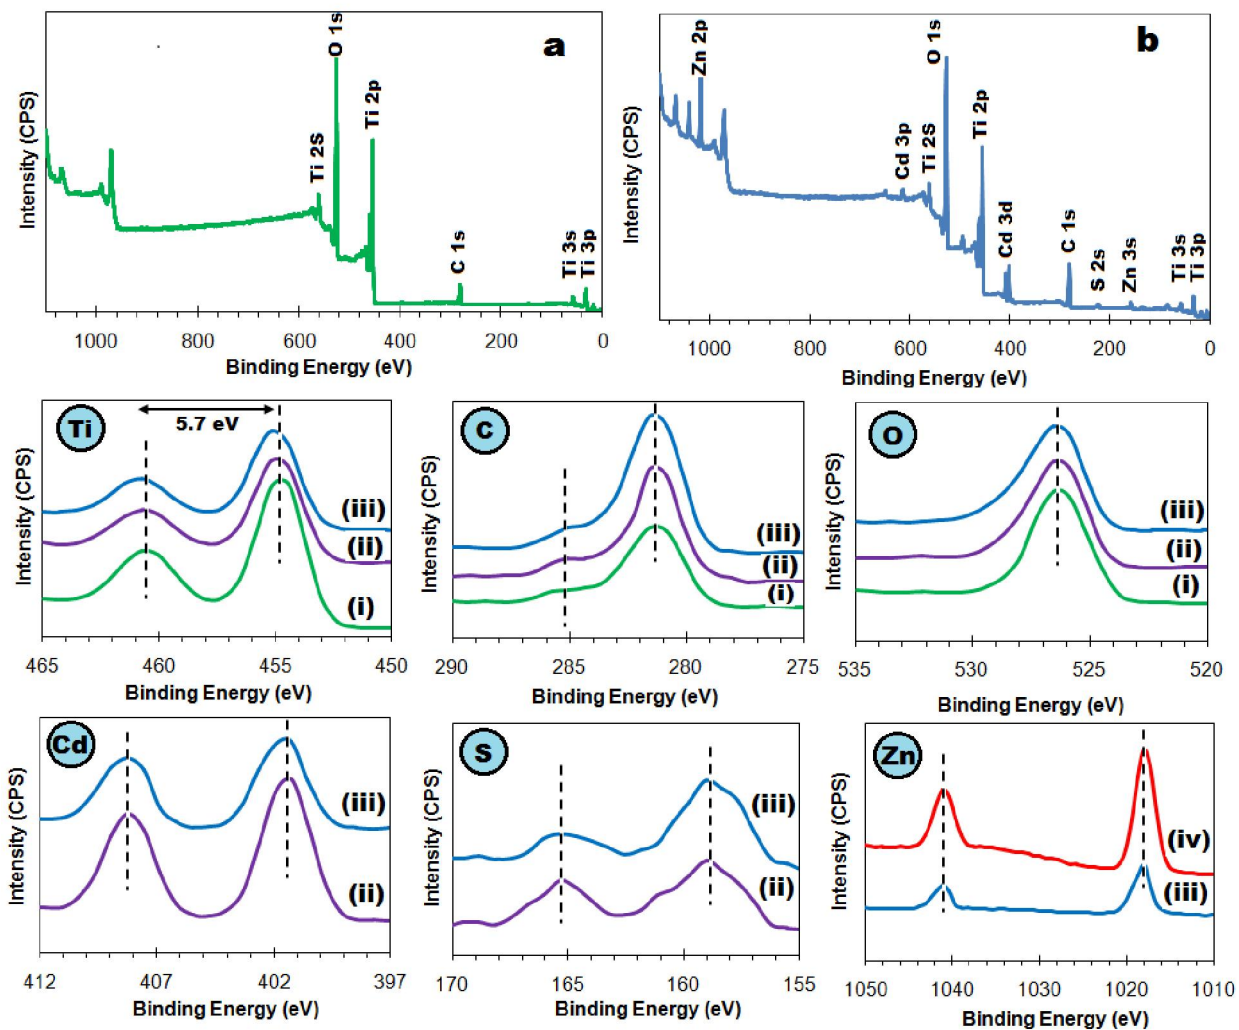 a
Intensity (CPS)
O 1s
Ti 2S
Ti 2p
C 1s
Ti 3s
Ti 3p
1000 800 600 400 200 0
Binding Energy (eV)
b
Intensity (CPS)
Zn 2p
Cd 3p
Ti 2S
O 1s
Ti 2p
Cd 3d
C 1s
S 2s
Zn 3s
Ti 3s
Ti 3p
1000 800 600 400 200 0
Binding Energy (eV)
Ti
5.7 eV
Intensity (CPS)
(iii)
(ii)
(i)
465 460 455 450
Binding Energy (eV)
C
Intensity (CPS)
(iii)
(ii)
(i)
290 285 280 275
Binding Energy (eV)
O
Intensity (CPS)
(iii)
(ii)
(i)
535 530 525 520
Binding Energy (eV)
Cd
Intensity (CPS)
(iii)
(ii)
412 407 402 397
Binding Energy (eV)
S
Intensity (CPS)
(iii)
(ii)
170 165 160 155
Binding Energy (eV)
Zn
Intensity (CPS)
(iv)
(iii)
1050 1040 1030 1020 1010
Binding Energy (eV)